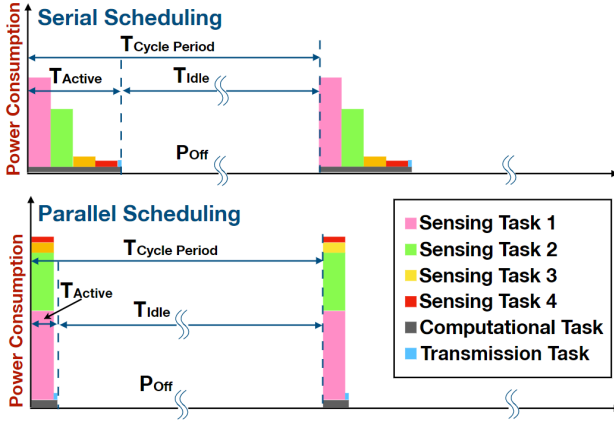 Serial Scheduling
Power Consumption
TCycle Period
TActive
TIdle
POff
Parallel Scheduling
Power Consumption
TCycle Period
TActive
TIdle
POff
Sensing Task 1
Sensing Task 2
Sensing Task 3
Sensing Task 4
Computational Task
Transmission Task